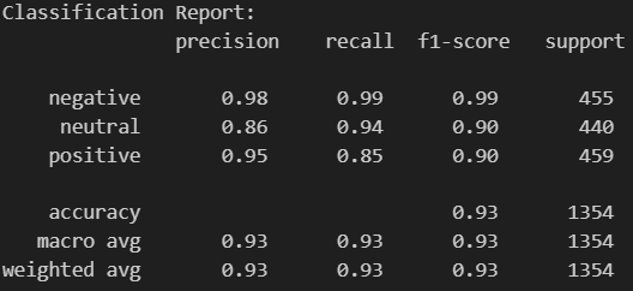 Classification Report:
              precision    recall  f1-score   support

    negative       0.98      0.99      0.99       455
     neutral       0.86      0.94      0.90       440
    positive       0.95      0.85      0.90       459

    accuracy                           0.93      1354
   macro avg       0.93      0.93      0.93      1354
weighted avg       0.93      0.93      0.93      1354